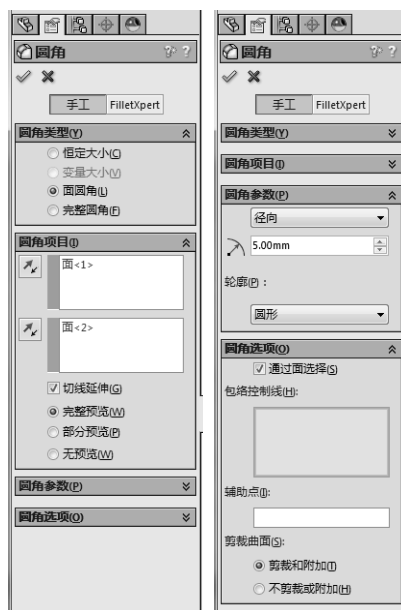 圆角
?
手工 FilletXpert
圆角类型(Y)
恒定大小(C)
变量大小(V)
面圆角(L)
完整圆角(F)
圆角项目(I)
面<1>
面<2>
切线延伸(G)
完整预览(W)
部分预览(P)
无预览(W)
圆角参数(P)
圆角选项(O)
圆角
?
手工 FilletXpert
圆角类型(Y)
圆角项目(I)
圆角参数(P)
径向
5.00mm
轮廓(P)：
圆形
圆角选项(O)
通过面选择(S)
包络控制线(H):
辅助点(I):
剪裁曲面(S):
剪裁和附加(T)
不剪裁或附加(H)